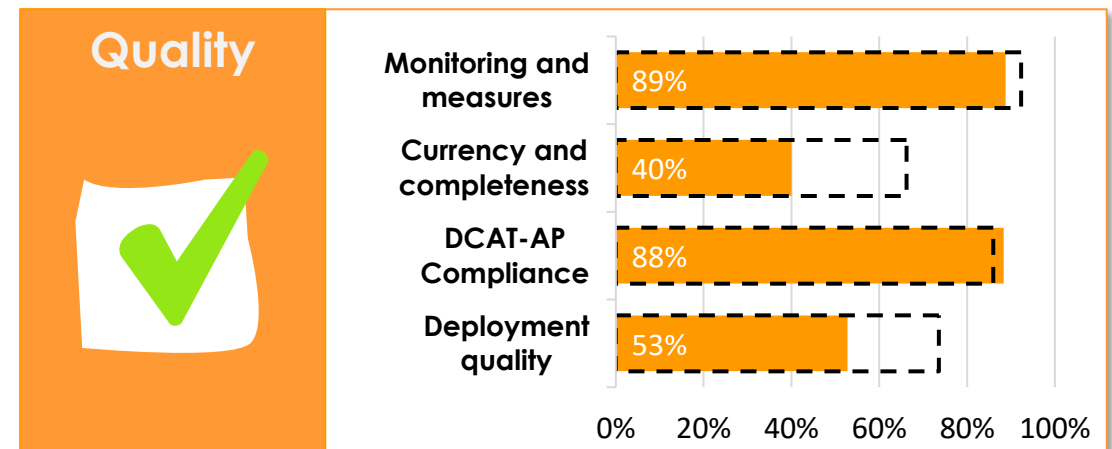 Quality
Monitoring and
measures
89%
Currency and
completeness
40%
DCAT-AP
Compliance
88%
Deployment
quality
53%
0% 20% 40% 60% 80% 100%